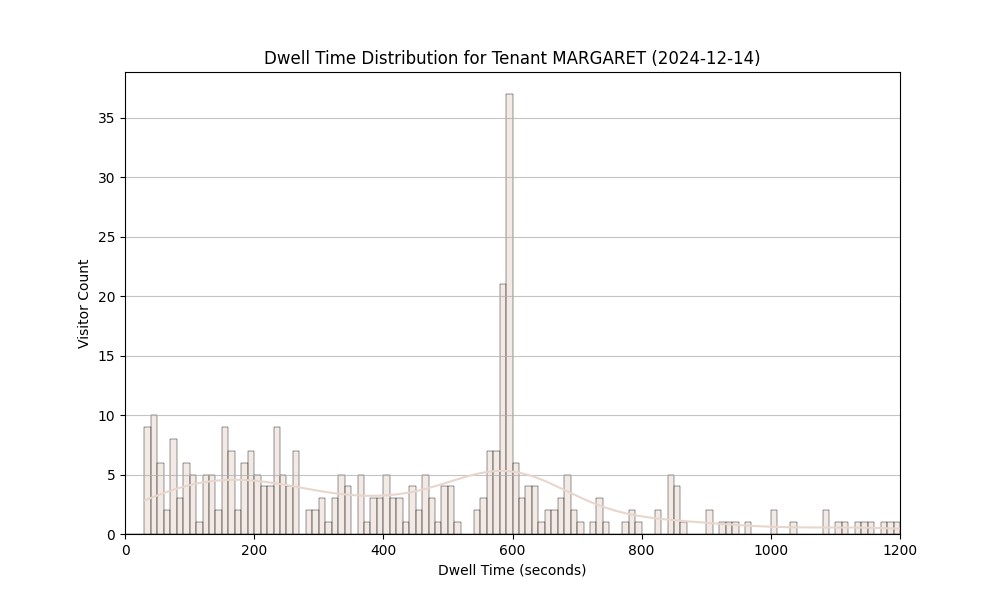 Dwell Time Distribution for Tenant MARGARET (2024-12-14)
Visitor Count
35
30
25
20
15
10
5
0
0 200 400 600 800 1000 1200
Dwell Time (seconds)